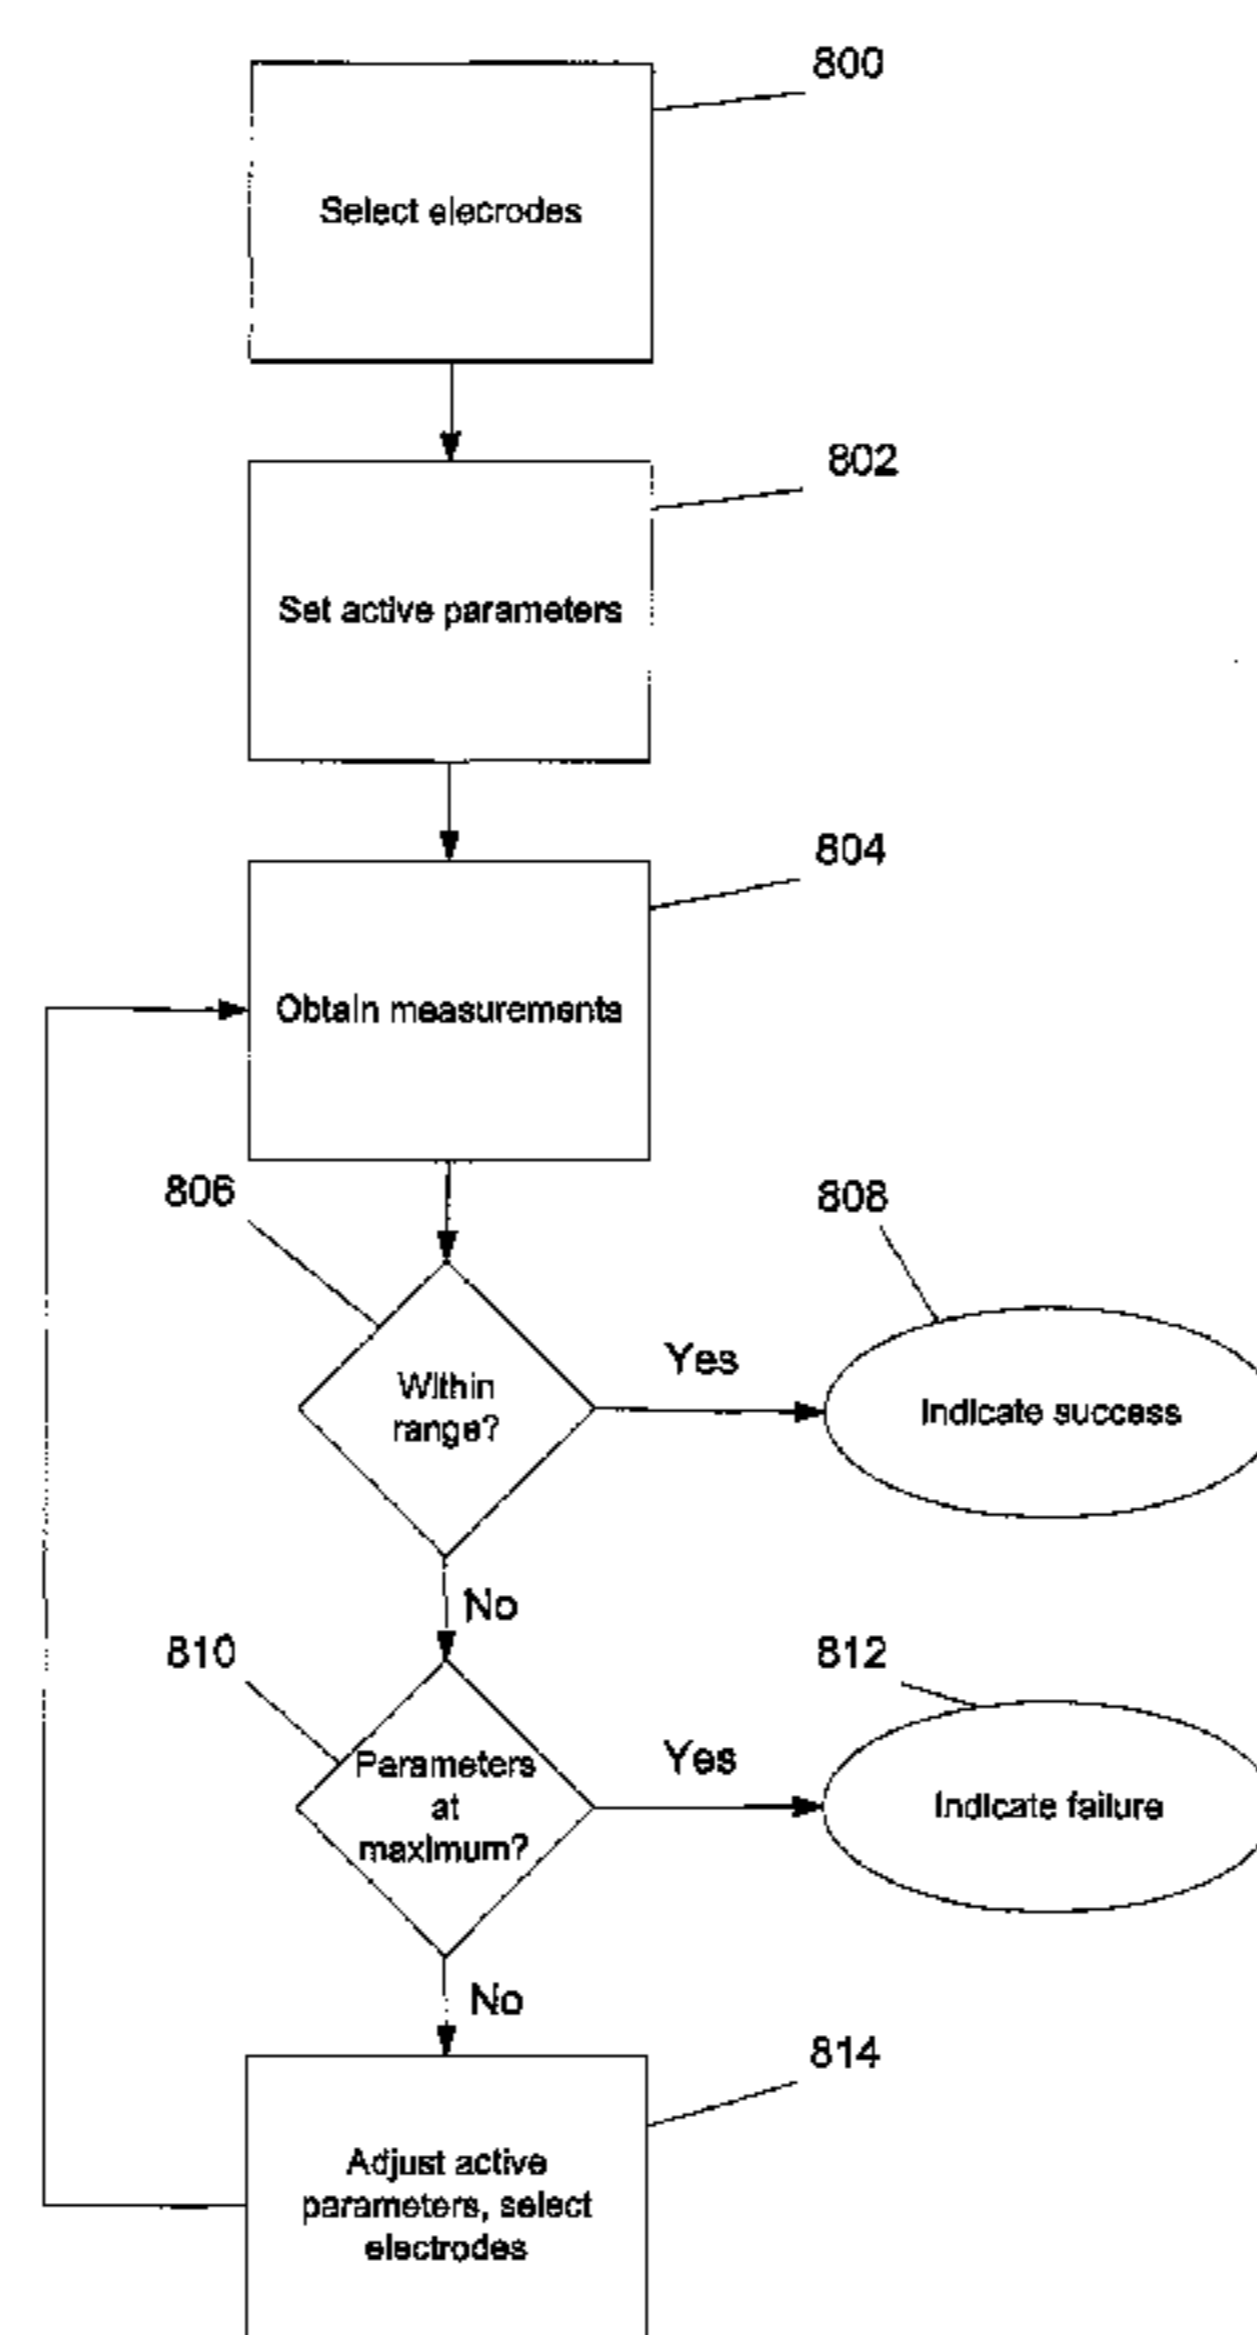 800
Select elecrodes
802
Set active parameters
804
Obtain measurements
806
808
Within
range?
Yes
Indicate success
No
810
812
Parameters
at
maximum?
Yes
Indicate failure
No
814
Adjust active
parameters, select
electrodes